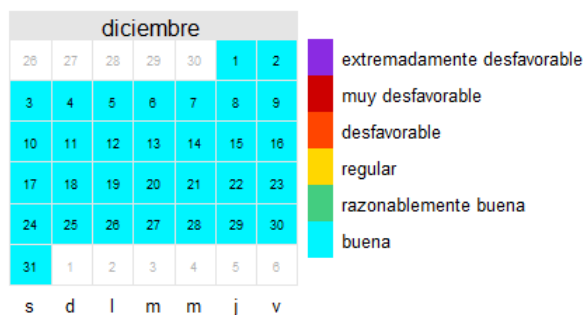 diciembre
26 27 28 29 30 1 2
3 4 5 6 7 8 9
10 11 12 13 14 15 16
17 18 19 20 21 22 23
24 25 26 27 28 29 30
31 1 2 3 4 5 6
s d l m m j v
extremadamente desfavorable
muy desfavorable
desfavorable
regular
razonablemente buena
buena